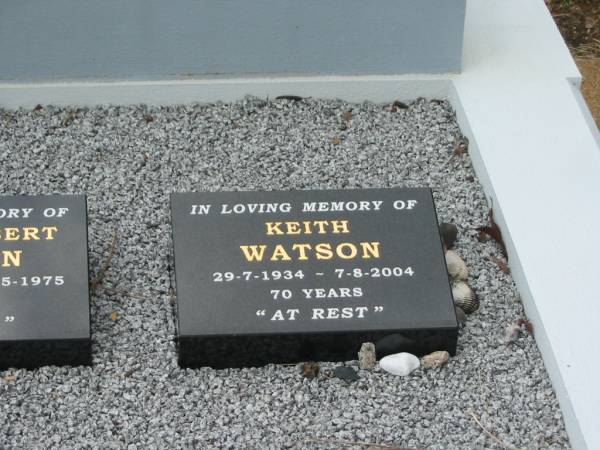 ORY OF
BERT
N
5-1975
"
IN LOVING MEMORY OF
KEITH
WATSON
29-7-1934 ~ 7-8-2004
70 YEARS
"AT REST"